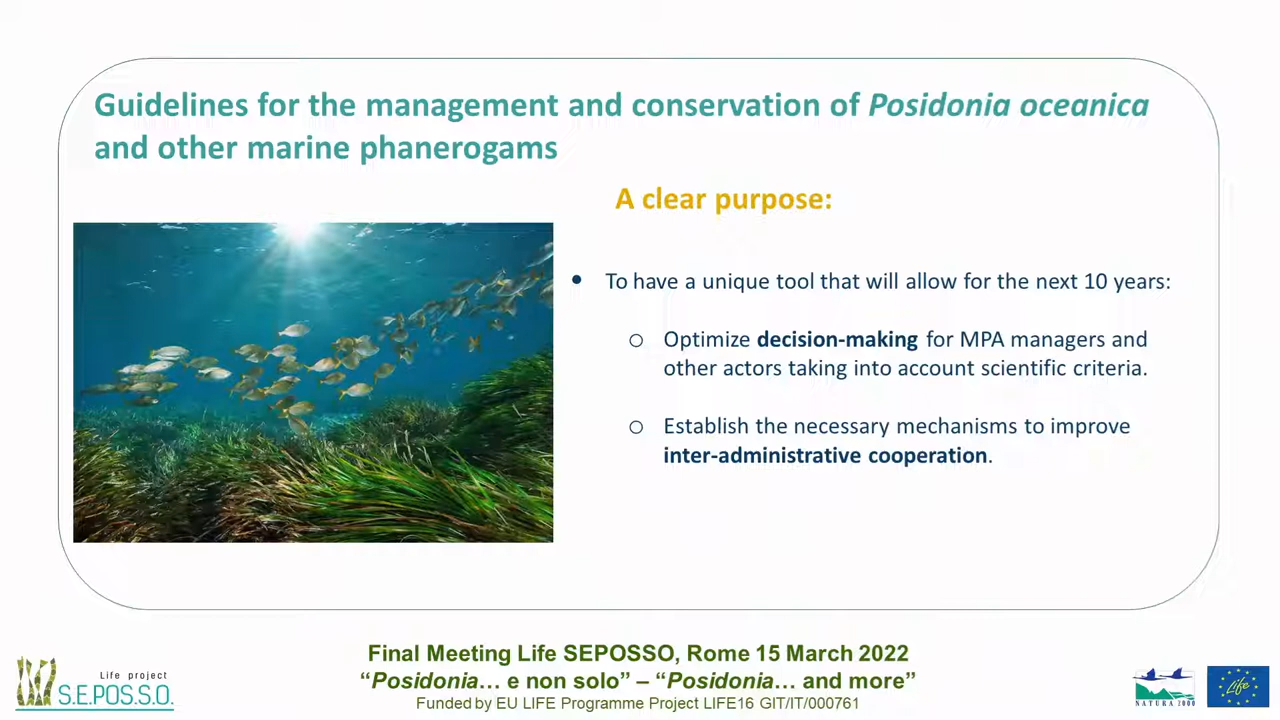 Guidelines for the management and conservation of Posidonia oceanica
and other marine phanerogams
A clear purpose:
• To have a unique tool that will allow for the next 10 years:
o Optimize decision-making for MPA managers and
other actors taking into account scientific criteria.
o Establish the necessary mechanisms to improve
inter-administrative cooperation.
Life project
S.E.POS.S.O.
Final Meeting Life SEPOSSO, Rome 15 March 2022
“Posidonia… e non solo” – “Posidonia… and more”
Funded by EU LIFE Programme Project LIFE16 GIT/IT/000761
NATURA 2000
Life